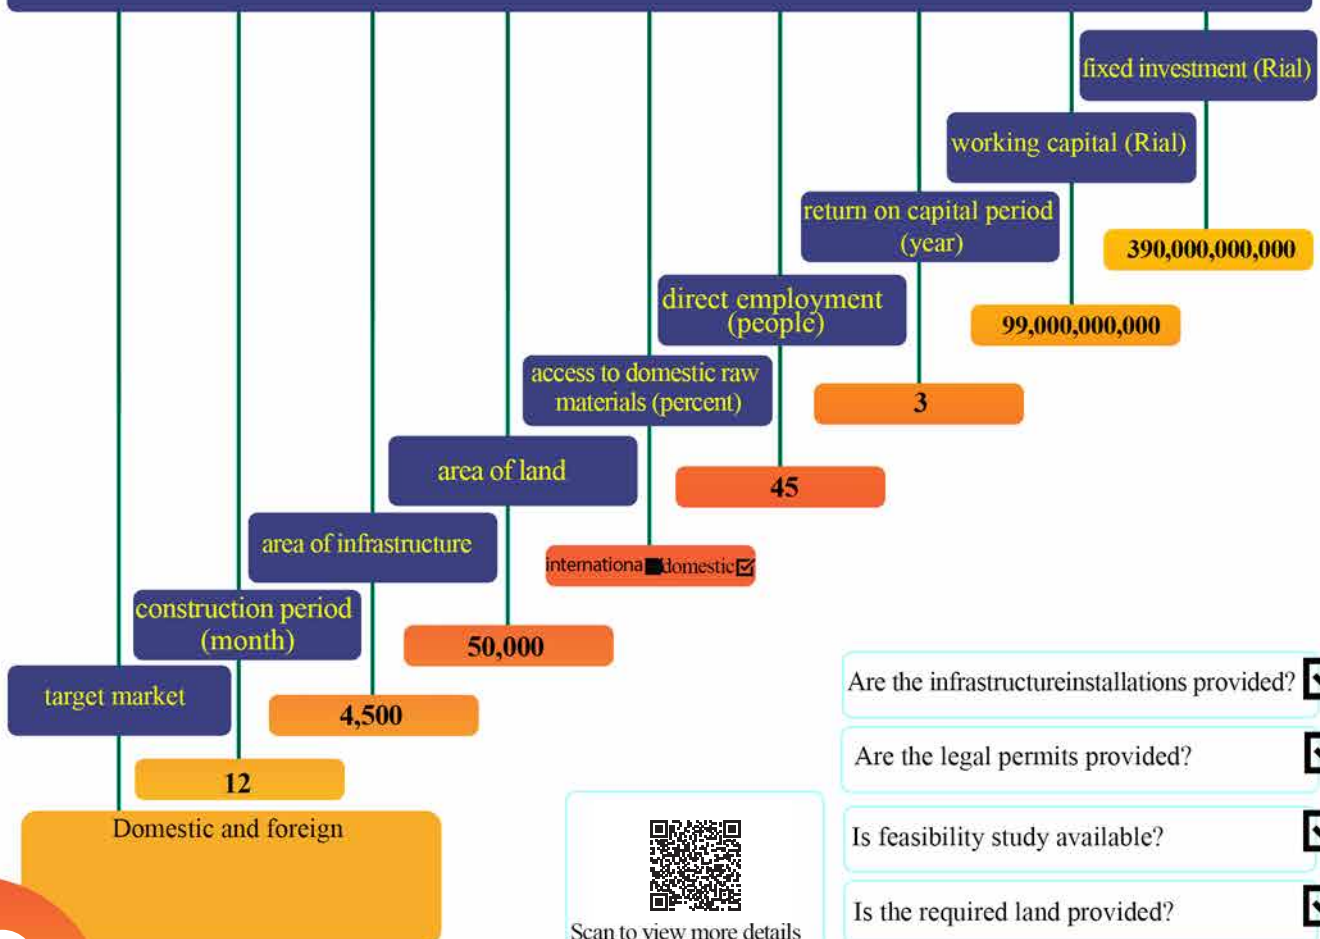 fixed investment (Rial)
390,000,000,000
working capital (Rial)
99,000,000,000
return on capital period
(year)
3
direct employment
(people)
45
access to domestic raw
materials (percent)
internationa domestic
area of land
50,000
area of infrastructure
4,500
construction period
(month)
12
target market
Domestic and foreign
Are the infrastructureinstallations provided?
Are the legal permits provided?
Is feasibility study available?
Is the required land provided?
Scan to view more details